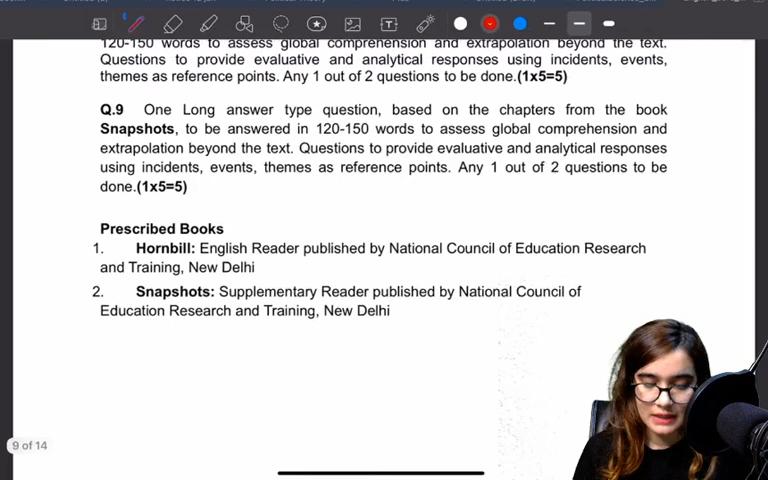 120-150 words to assess global comprehension and extrapolation beyond the text.
Questions to provide evaluative and analytical responses using incidents, events,
themes as reference points. Any 1 out of 2 questions to be done.(1x5=5)
Q.9 One Long answer type question, based on the chapters from the book
Snapshots, to be answered in 120-150 words to assess global comprehension and
extrapolation beyond the text. Questions to provide evaluative and analytical responses
using incidents, events, themes as reference points. Any 1 out of 2 questions to be
done.(1x5=5)
Prescribed Books
1. Hornbill: English Reader published by National Council of Education Research
and Training, New Delhi
2. Snapshots: Supplementary Reader published by National Council of
Education Research and Training, New Delhi
9 of 14